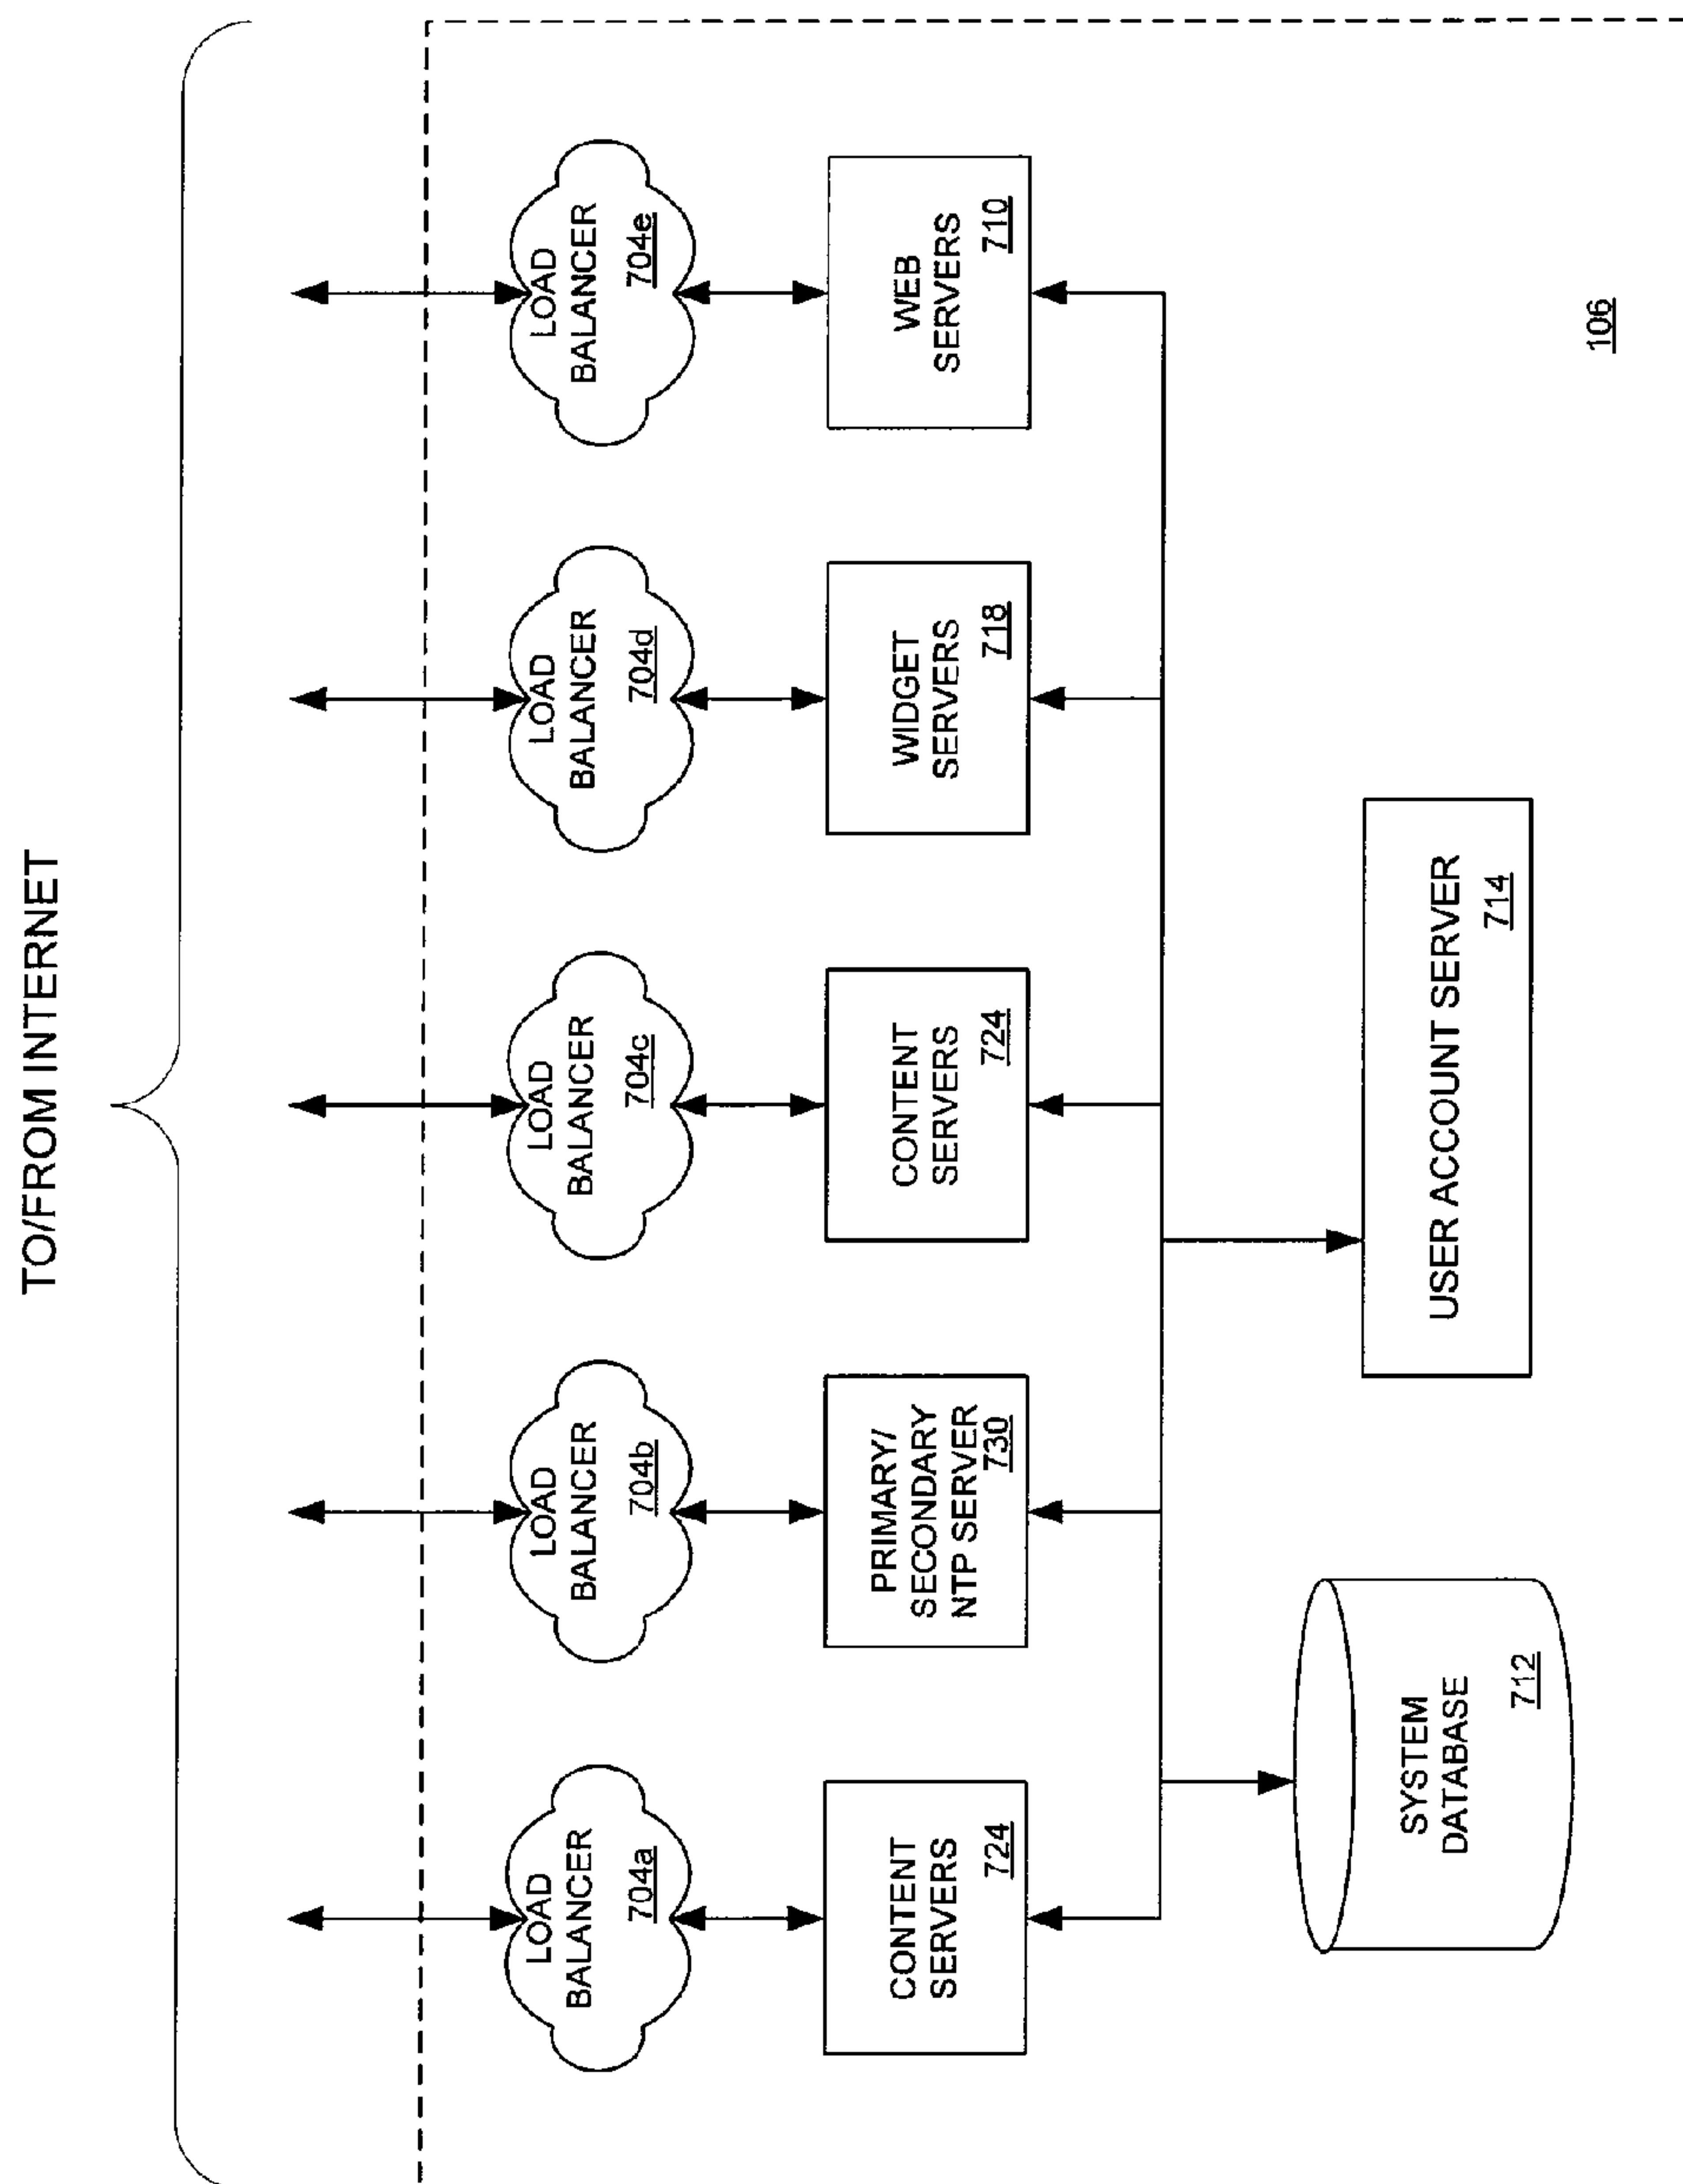 TO/FROM INTERNET
LOAD
BALANCER
704a
LOAD
BALANCER
704b
LOAD
BALANCER
704c
LOAD
BALANCER
704d
LOAD
BALANCER
704e
CONTENT
SERVERS
724
PRIMARY/
SECONDARY
NTP SERVER
730
CONTENT
SERVERS
724
WIDGET
SERVERS
718
WEB
SERVERS
710
SYSTEM
DATABASE
712
USER ACCOUNT SERVER
714
106